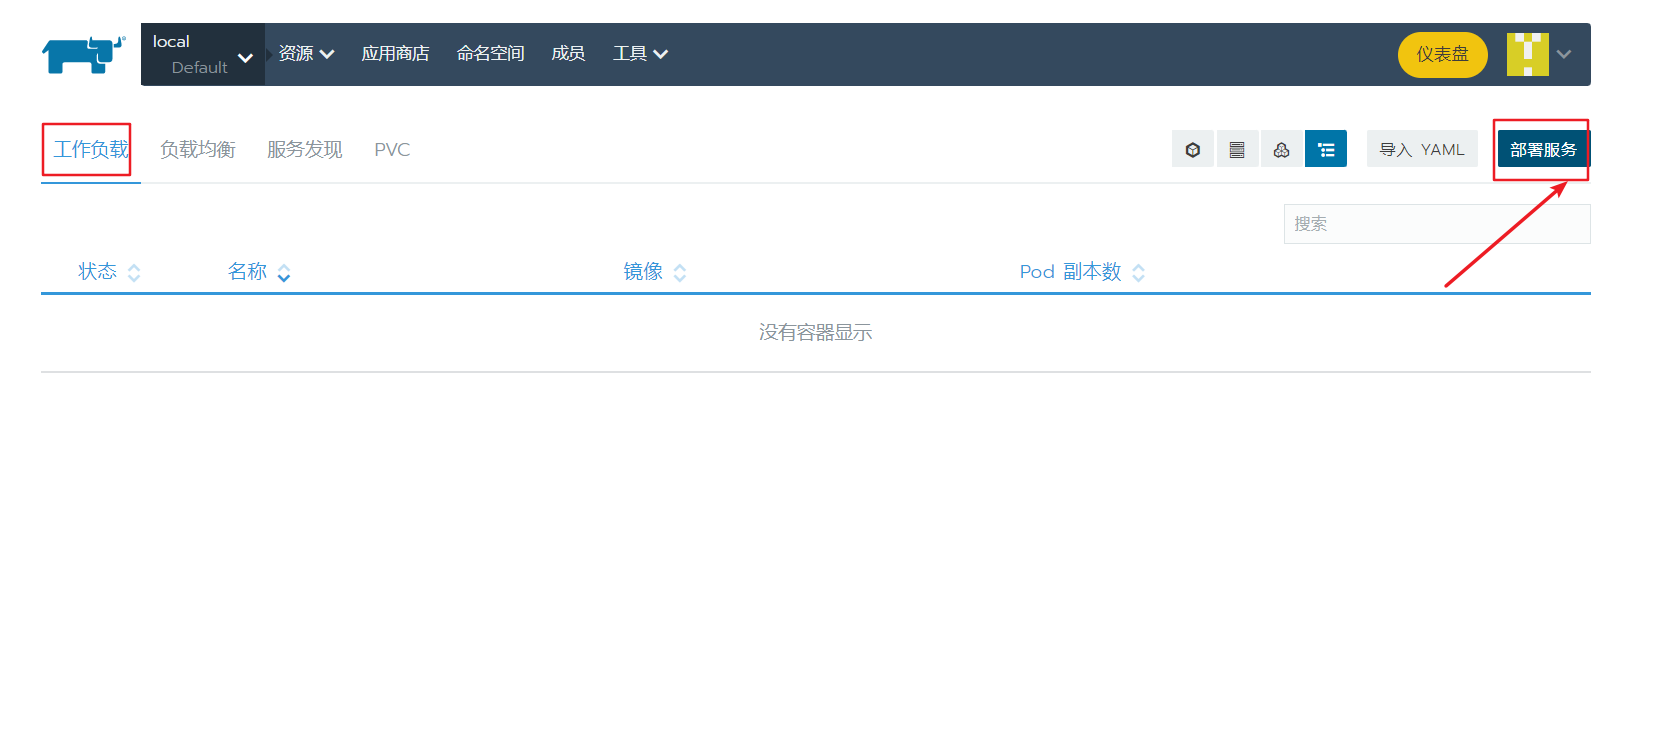 local
Default
资源 应用商店 命名空间 成员 工具 仪表盘
工作负载 负载均衡 服务发现 PVC 导入 YAML 部署服务
搜索
状态 名称 镜像 Pod 副本数
没有容器显示